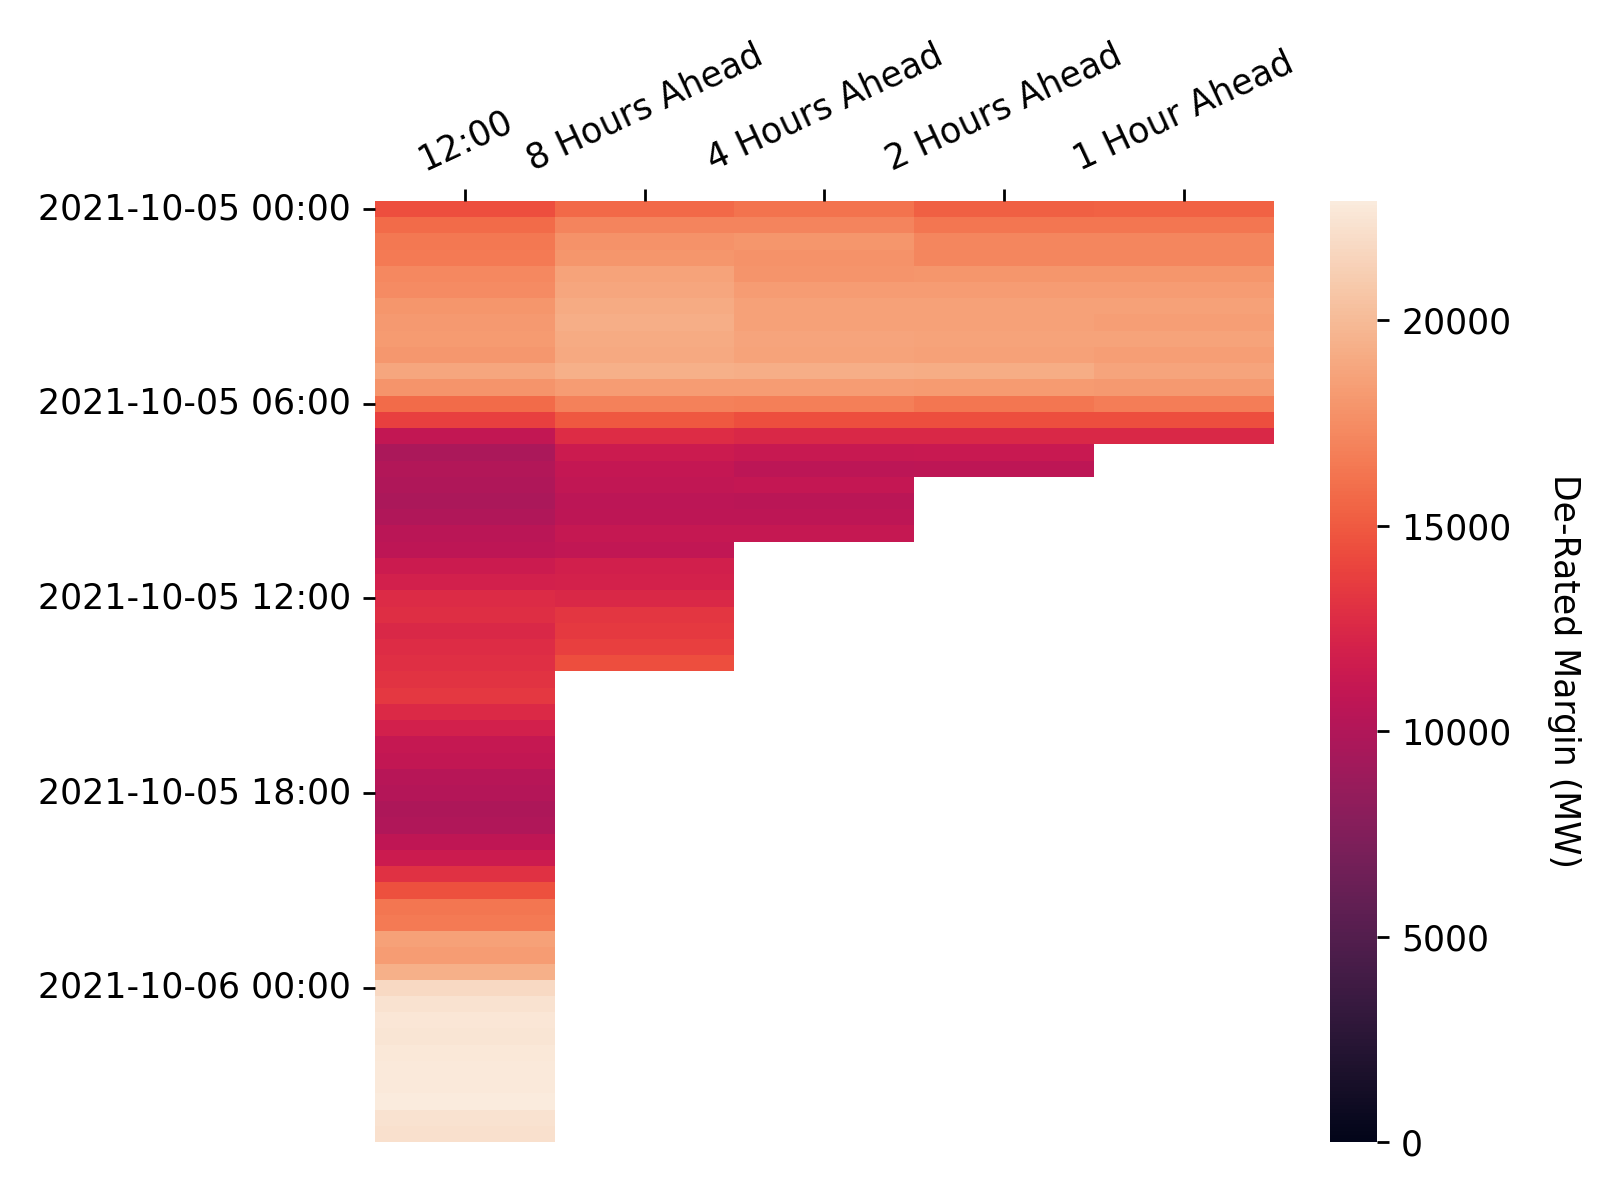 12:00
8 Hours Ahead
4 Hours Ahead
2 Hours Ahead
1 Hour Ahead
2021-10-05 00:00
2021-10-05 06:00
2021-10-05 12:00
2021-10-05 18:00
2021-10-06 00:00
20000
15000
10000
5000
0
De-Rated Margin (MW)